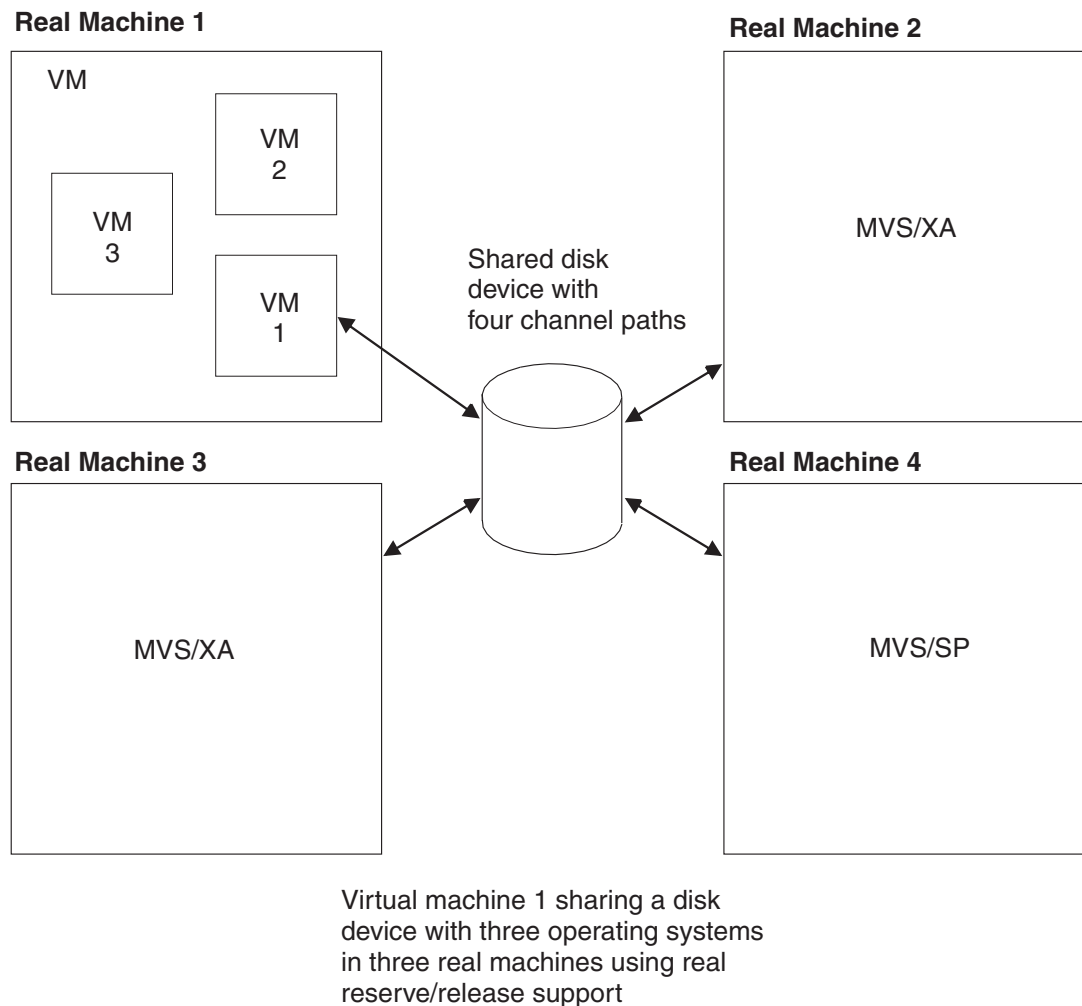 Real Machine 1
Real Machine 2
VM
VM
2
VM
3
VM
1
MVS/XA
Shared disk
device with
four channel paths
Real Machine 3
Real Machine 4
MVS/XA
MVS/SP
Virtual machine 1 sharing a disk
device with three operating systems
in three real machines using real
reserve/release support